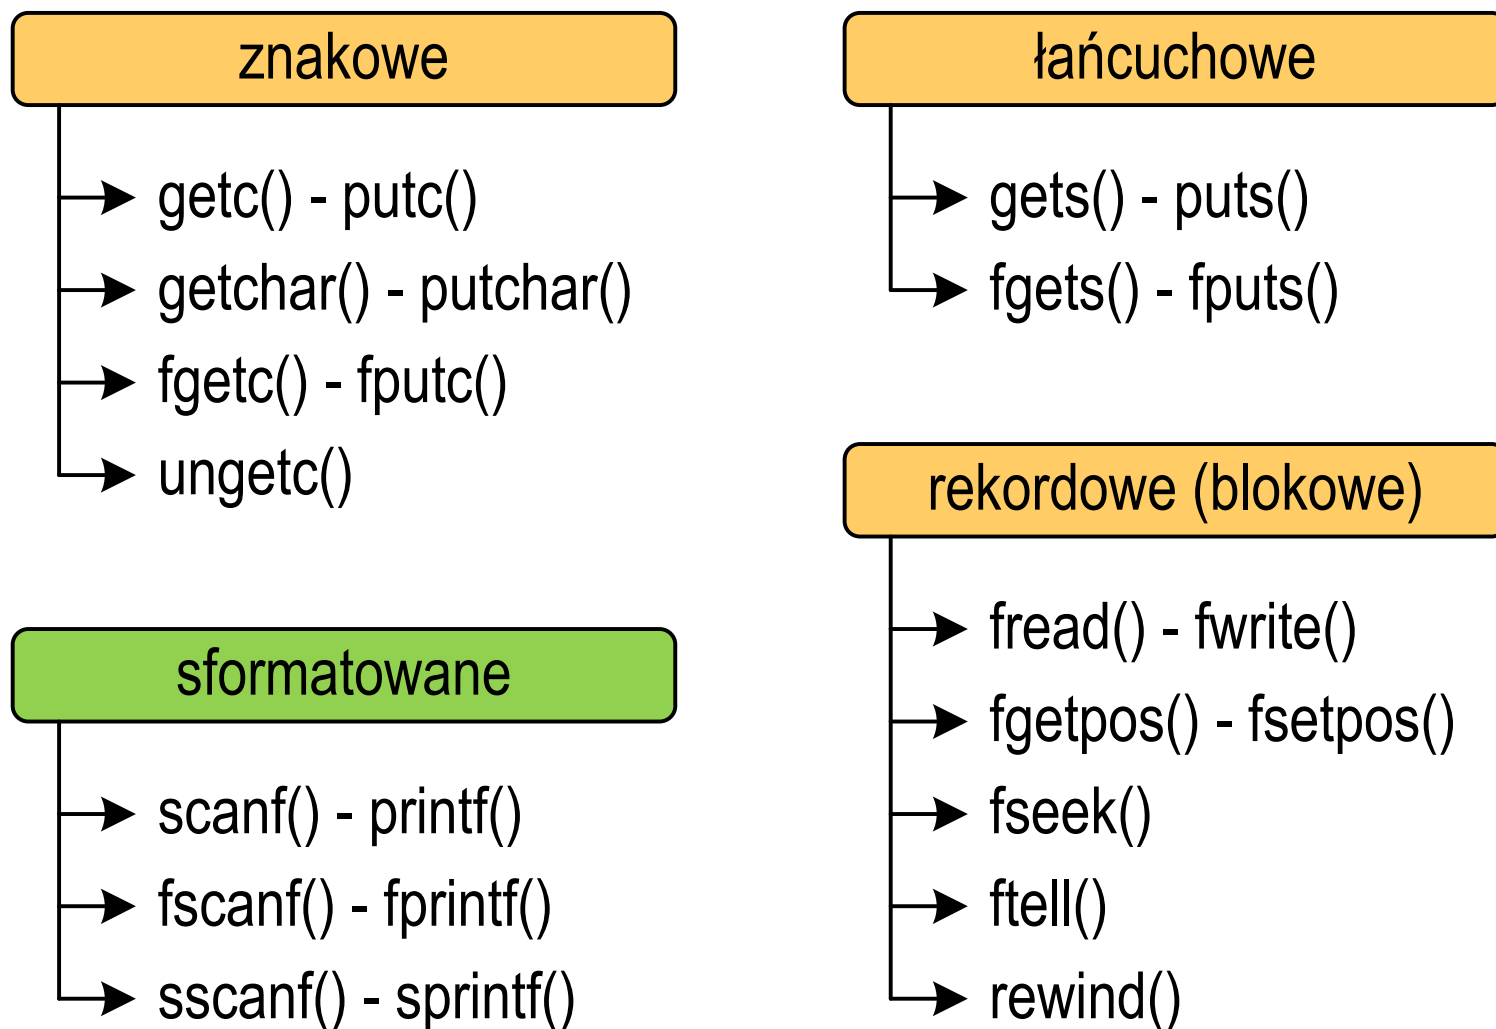 znakowe
getc() - putc()
getchar() - putchar()
fgetc() - fputc()
ungetc()
sformatowane
scanf() - printf()
fscanf() - fprintf()
sscanf() - sprintf()
łańcuchowe
gets() - puts()
fgets() - fputs()
rekordowe (blokowe)
fread() - fwrite()
fgetpos() - fsetpos()
fseek()
ftell()
rewind()